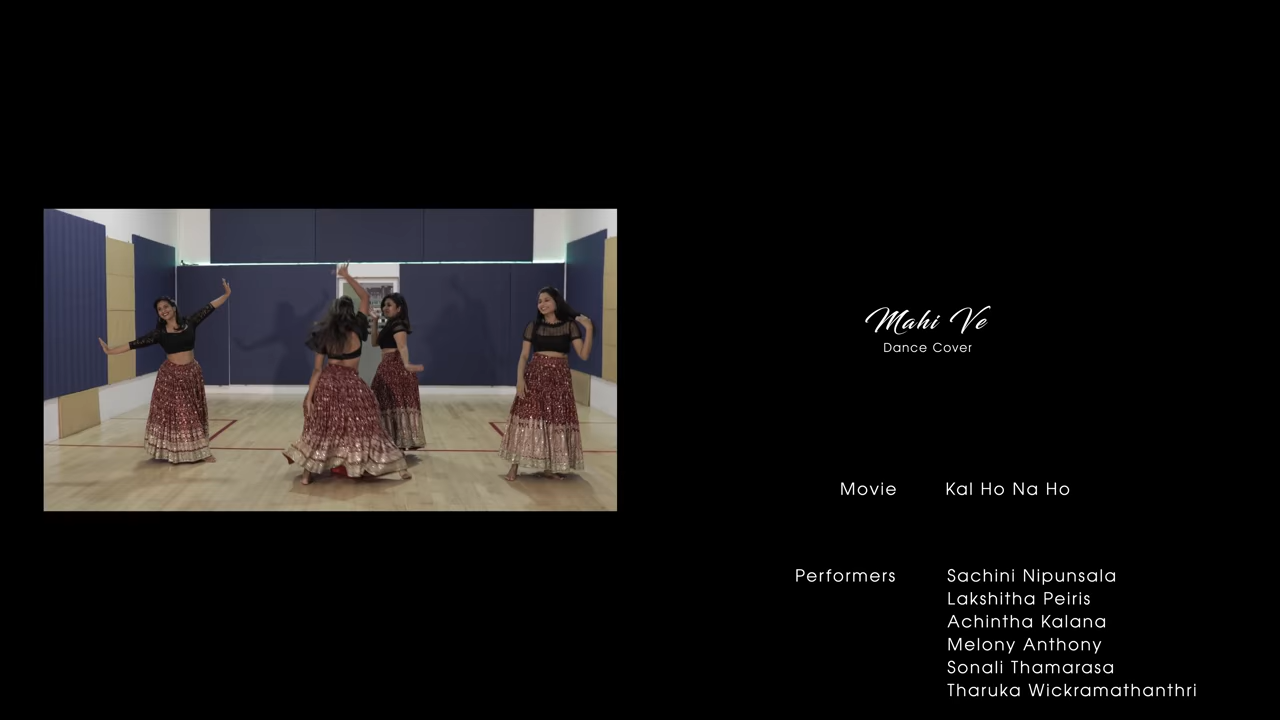 Mahi Ve
Dance Cover
Movie Kal Ho Na Ho
Performers Sachini Nipunsala
Lakshitha Peiris
Achintha Kalana
Melony Anthony
Sonali Thamarasa
Tharuka Wickramathanthri